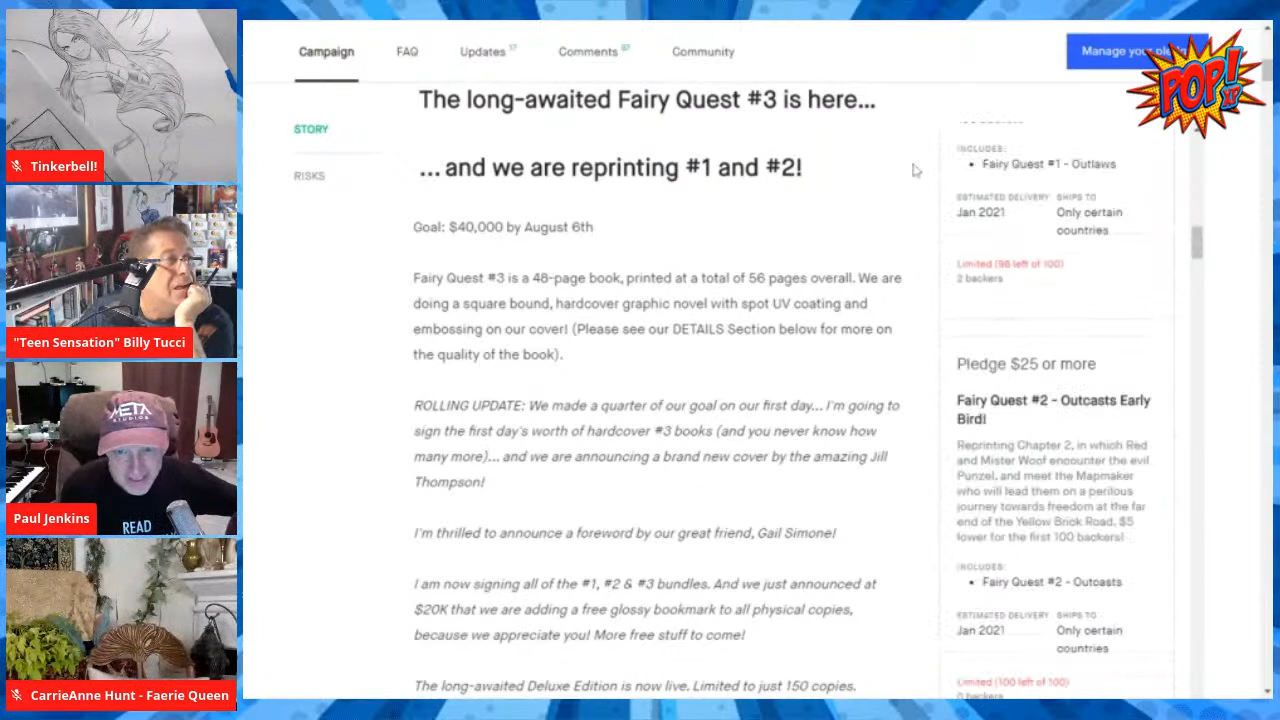 Tinkerbell!
"Teen Sensation" Billy Tucci
META
STUDIOS
READ
Paul Jenkins
CarrieAnne Hunt - Faerie Queen
Campaign
FAQ
Updates 17
Comments 67
Community
Manage your
POP!
XP
STORY
RISKS
The long-awaited Fairy Quest #3 is here...
... and we are reprinting #1 and #2!
Goal: $40,000 by August 6th
Fairy Quest #3 is a 48-page book, printed at a total of 56 pages overall. We are
doing a square bound, hardcover graphic novel with spot UV coating and
embossing on our cover! (Please see our DETAILS Section below for more on
the quality of the book).
ROLLING UPDATE: We made a quarter of our goal on our first day... I'm going to
sign the first day's worth of hardcover #3 books (and you never know how
many more)... and we are announcing a brand new cover by the amazing Jill
Thompson!
I'm thrilled to announce a foreword by our great friend, Gail Simone!
I am now signing all of the #1, #2 & #3 bundles. And we just announced at
$20K that we are adding a free glossy bookmark to all physical copies,
because we appreciate you! More free stuff to come!
The long-awaited Deluxe Edition is now live. Limited to just 150 copies.
INCLUDES:
• Fairy Quest #1 - Outlaws
ESTIMATED DELIVERY SHIPS TO
Jan 2021 Only certain
countries
Limited (98 left of 100)
2 backers
Pledge $25 or more
Fairy Quest #2 - Outcasts Early
Bird!
Reprinting Chapter 2, in which Red
and Mister Woof encounter the evil
Punzel, and meet the Mapmaker
who will lead them on a perilous
journey towards freedom at the far
end of the Yellow Brick Road. $5
lower for the first 100 backers!
INCLUDES:
• Fairy Quest #2 - Outcasts
ESTIMATED DELIVERY SHIPS TO
Jan 2021 Only certain
countries
Limited (100 left of 100)
0 backers